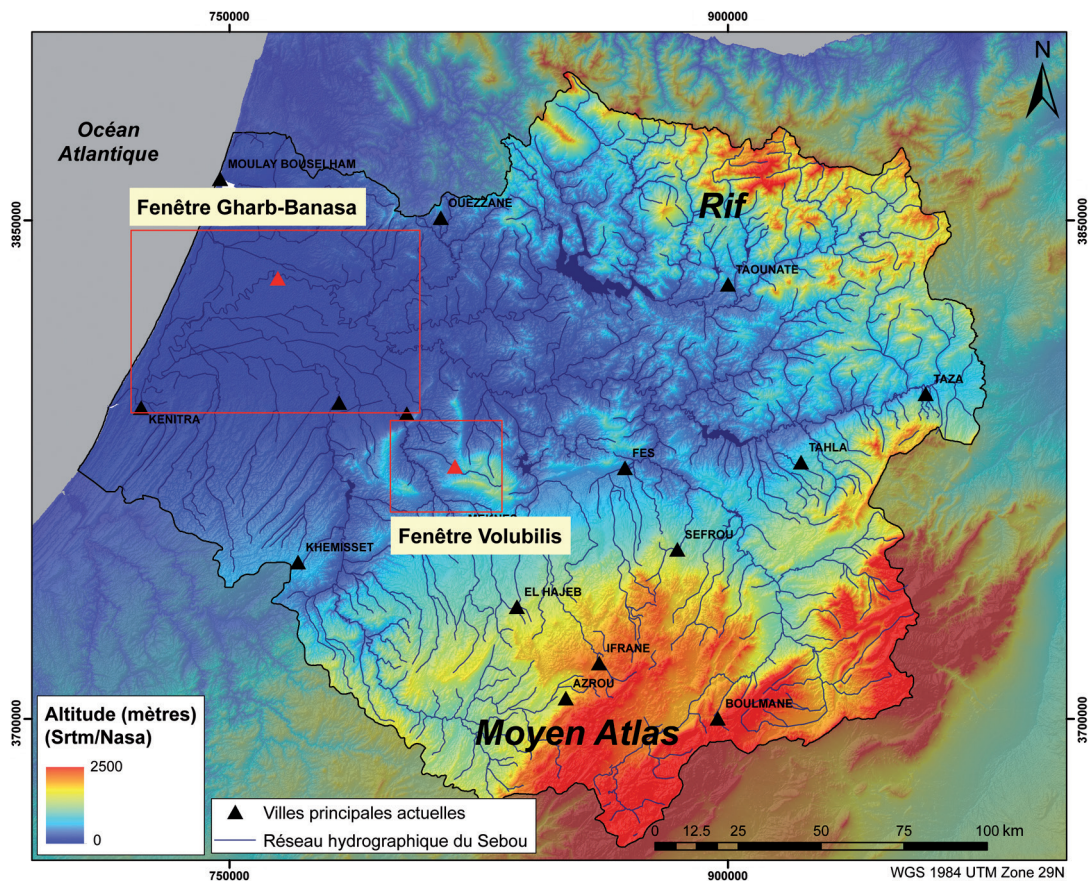 750000
900000
N
Océan
Atlantique
MOULAY BOUSELHAM
Fenêtre Gharb-Banasa
OUEZZANE
Rif
3850000
3850000
TAOUNATE
TAZA
KENITRA
TAHLA
FES
MEKNES
Fenêtre Volubilis
KHEMISSET
SEFROU
EL HAJEB
IFRANE
AZROU
BOULMANE
Moyen Atlas
3700000
3700000
Altitude (mètres)
(Srtm/Nasa)
2500
0
Villes principales actuelles
Réseau hydrographique du Sebou
0 12.5 25 50 75 100 km
750000
900000
WGS 1984 UTM Zone 29N